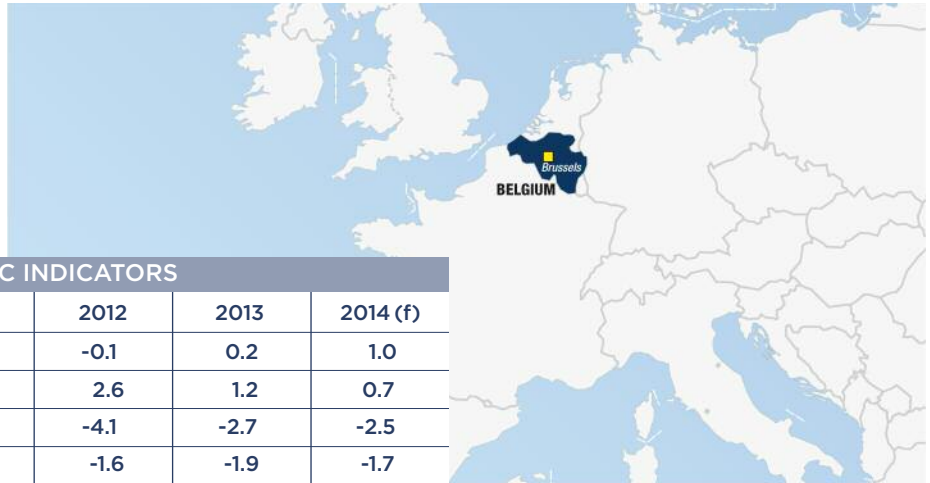 Brussels
BELGIUM
C INDICATORS
2012 2013 2014 (f)
-0.1 0.2 1.0
2.6 1.2 0.7
-4.1 -2.7 -2.5
-1.6 -1.9 -1.7